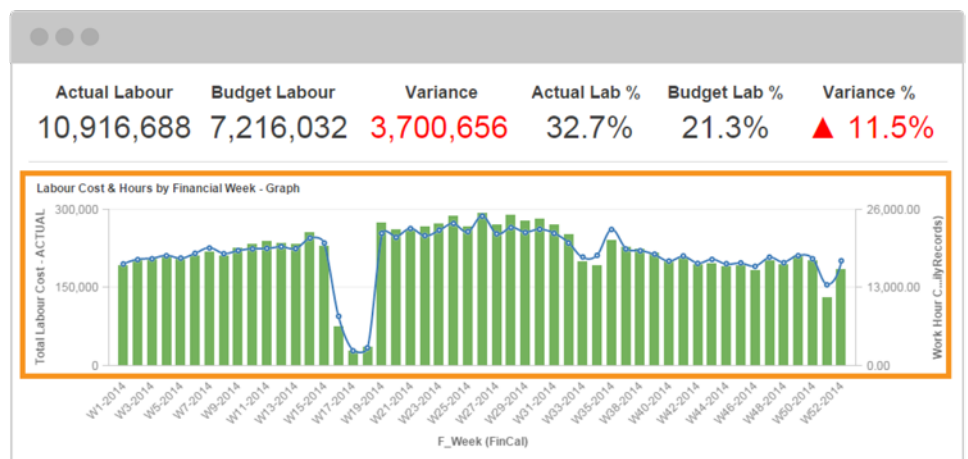 Actual Labour Budget Labour Variance Actual Lab % Budget Lab % Variance %
10,916,688 7,216,032 3,700,656 32.7% 21.3% ▲ 11.5%
Labour Cost & Hours by Financial Week - Graph
Total Labour Cost - ACTUAL
300,000
150,000
0
26,000.00
13,000.00
0.00
Work Hour C...ilyRecords)
W1-2014 W3-2014 W5-2014 W7-2014 W9-2014 W11-2014 W13-2014 W15-2014 W17-2014 W19-2014 W21-2014 W23-2014 W25-2014 W27-2014 W29-2014 W31-2014 W33-2014 W35-2014 W38-2014 W40-2014 W42-2014 W44-2014 W46-2014 W48-2014 W50-2014 W52-2014
F_Week (FinCal)